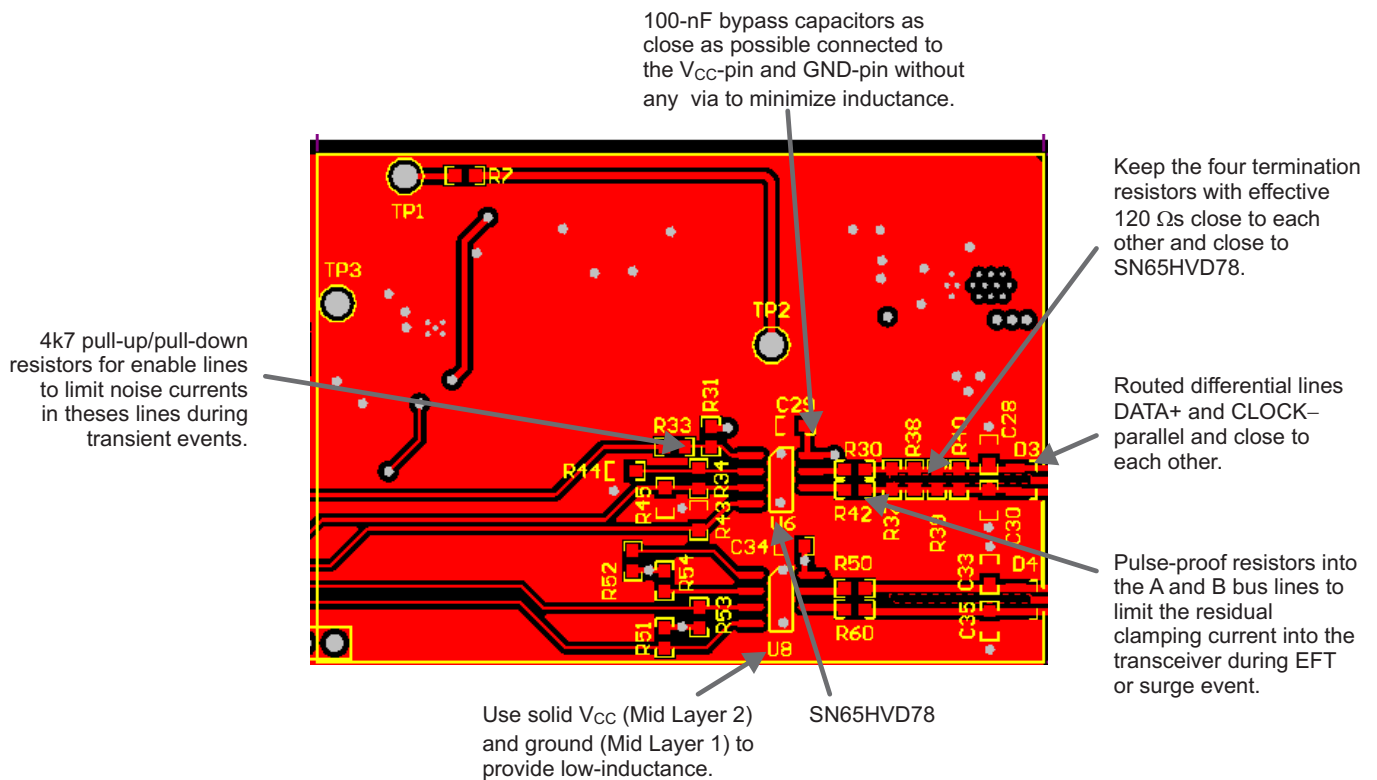 100-nF bypass capacitors as
close as possible connected to
the VCC-pin and GND-pin without
any via to minimize inductance.
Keep the four termination
resistors with effective
120 Ωs close to each
other and close to
SN65HVD78.
R7
TP1
TP3
TP2
4k7 pull-up/pull-down
resistors for enable lines
to limit noise currents
in theses lines during
transient events.
Routed differential lines
DATA+ and CLOCK–
parallel and close to
each other.
R31
C29
C28
R33
R30
R38
D3
R44
R34
R45
R43
R42
R39
C30
U6
C34
R52
R54
R50
C33
D4
R51
R53
R60
C35
U8
Pulse-proof resistors into
the A and B bus lines to
limit the residual
clamping current into the
transceiver during EFT
or surge event.
Use solid VCC (Mid Layer 2)
and ground (Mid Layer 1) to
provide low-inductance.
SN65HVD78